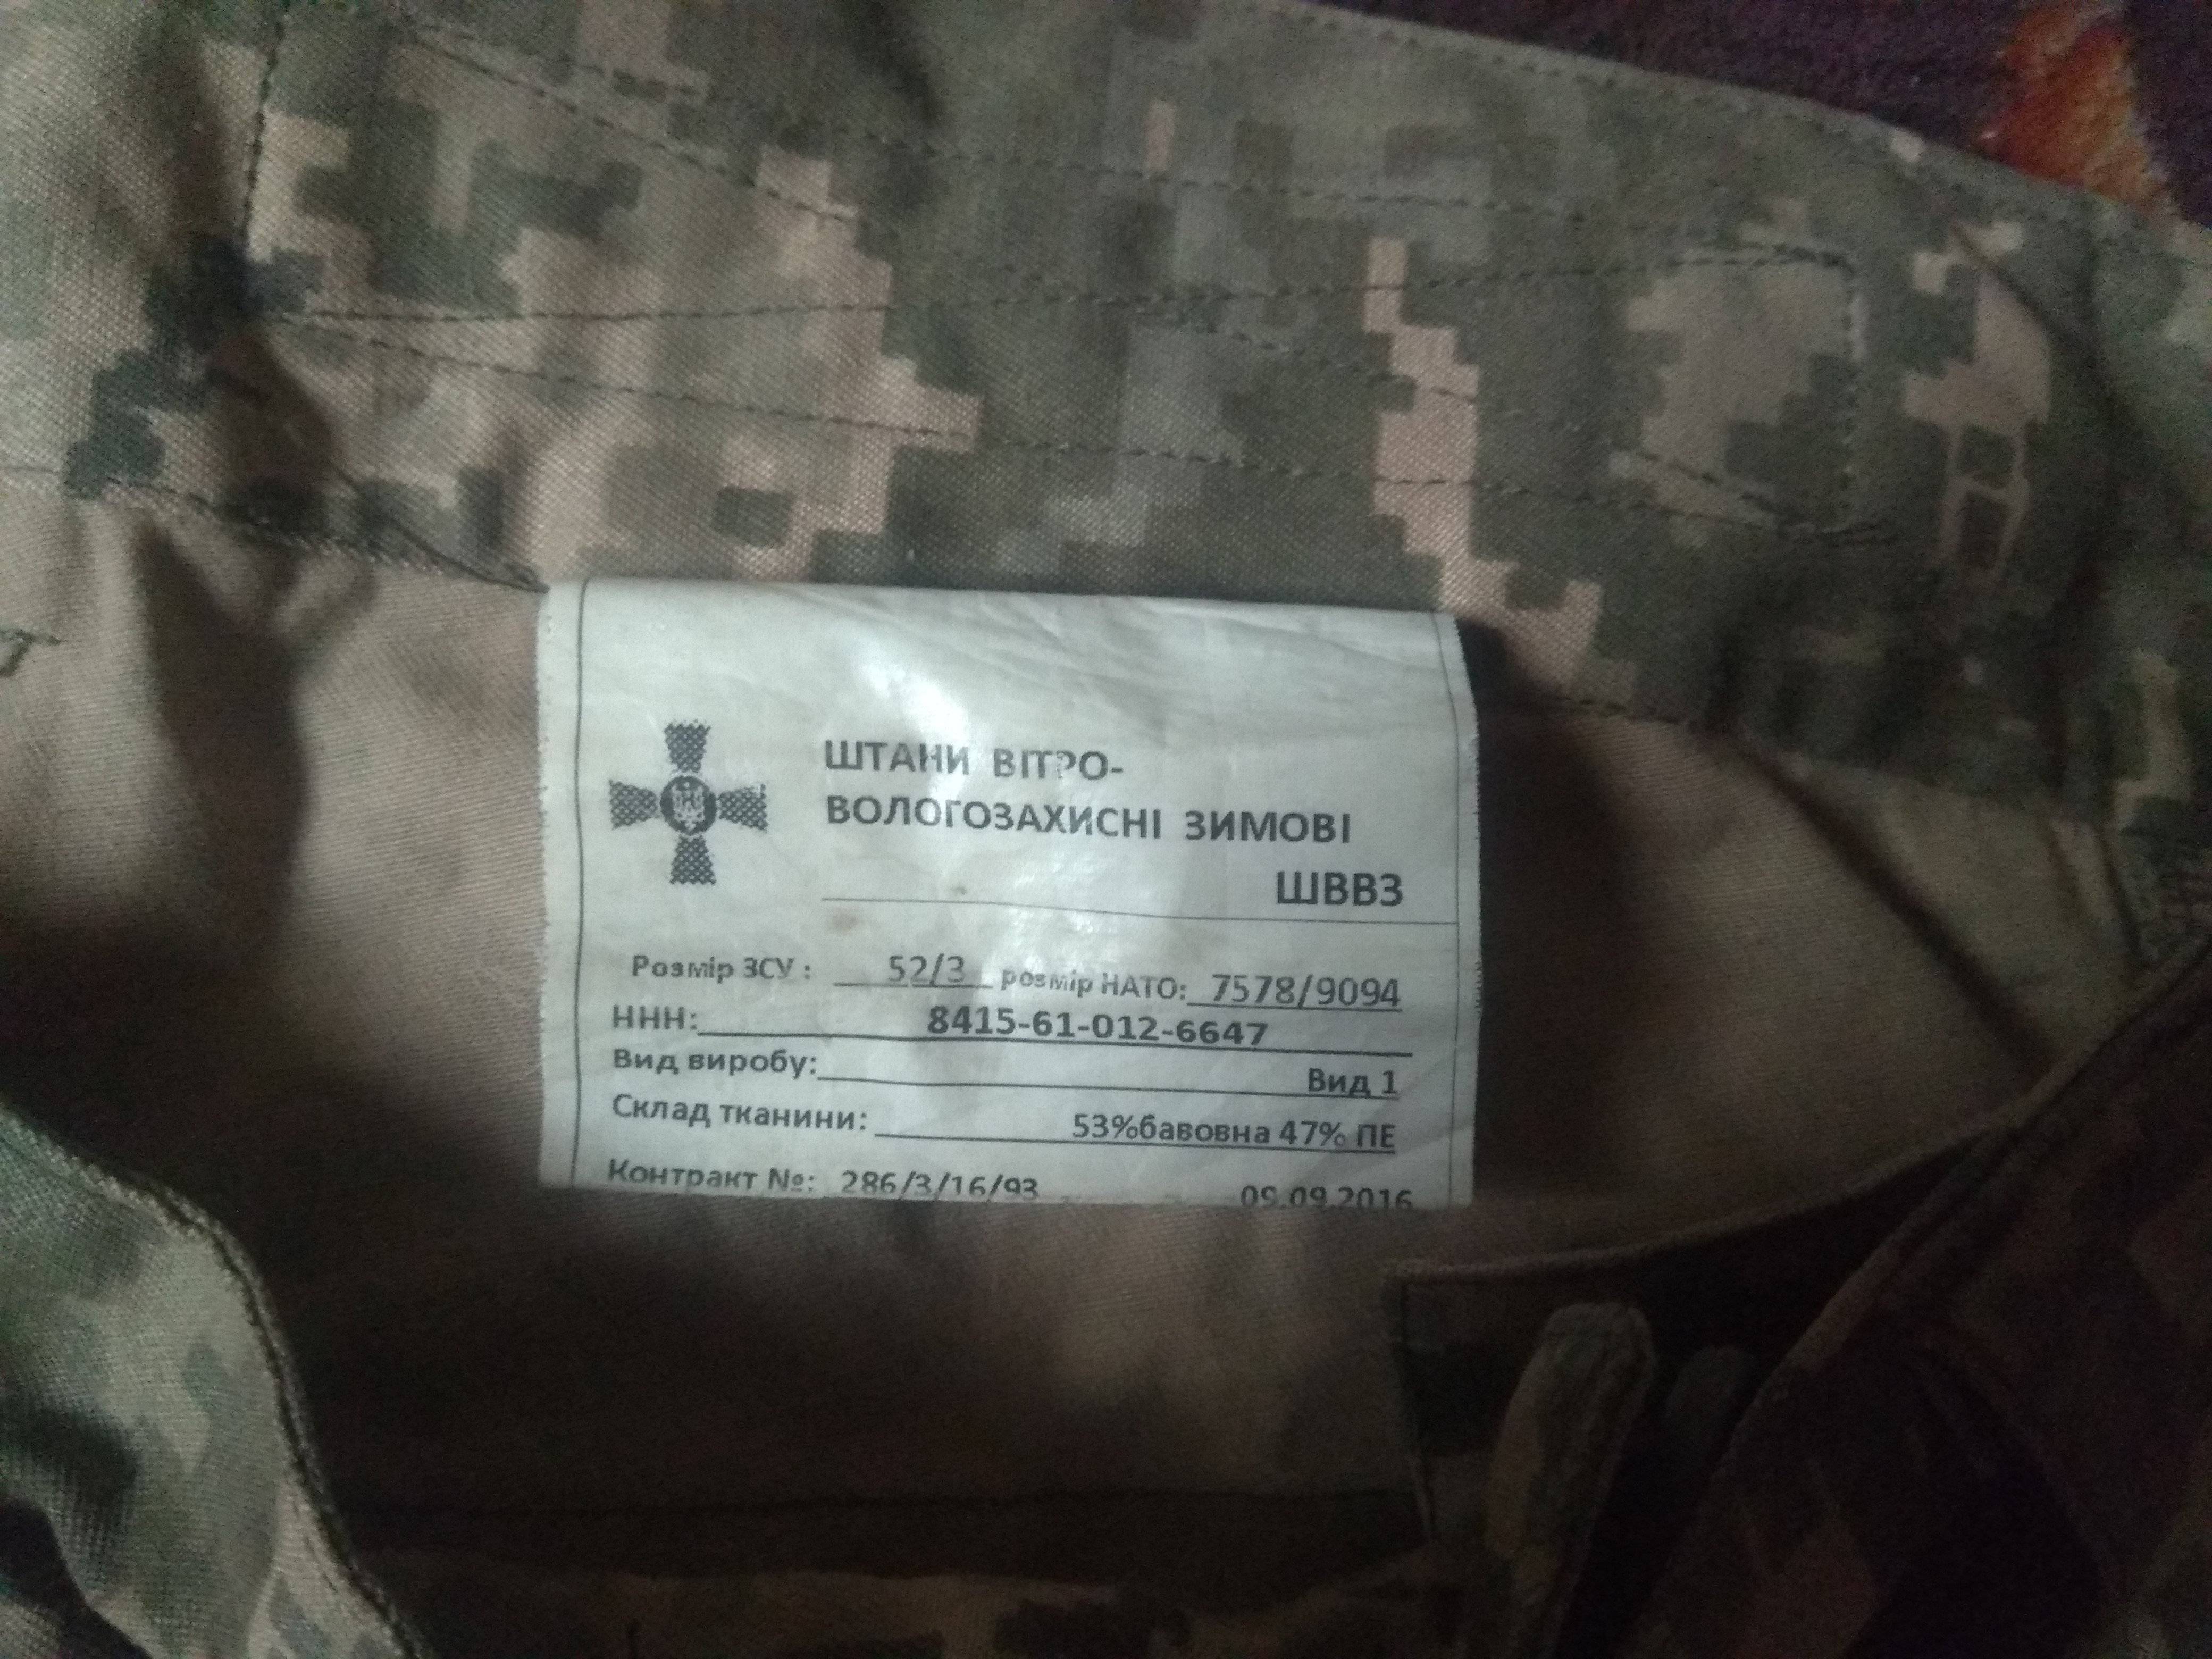 ШТАНИ ВІТРО-
ВОЛОГОЗАХИСНІ ЗИМОВІ
ШВВЗ
Розмір ЗСУ : 52/3 розмір НАТО: 7578/9094
ННН: 8415-61-012-6647
Вид виробу: Вид 1
Склад тканини: 53%бавовна 47% ПЕ
Контракт №: 286/3/16/93 09.09.2016